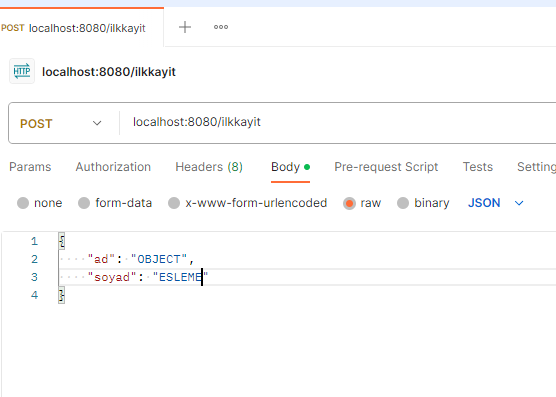 POST localhost:8080/ilkkayit
HTTP localhost:8080/ilkkayit
POST localhost:8080/ilkkayit
Params Authorization Headers (8) Body Pre-request Script Tests Setting
none form-data x-www-form-urlencoded raw binary JSON
1 {
2 "ad": "OBJECT",
3 "soyad": "ESLEME"
4 }